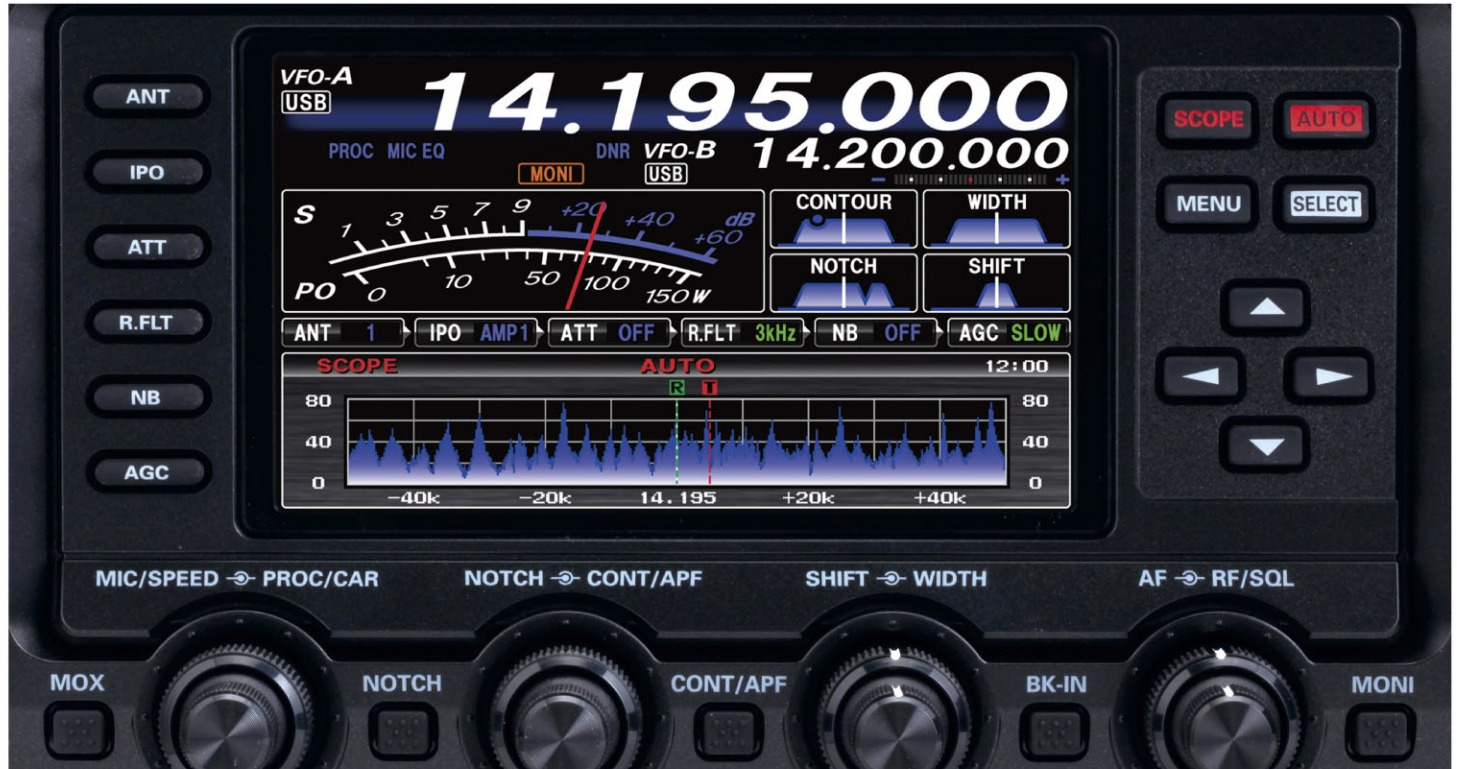 ANT
IPO
ATT
R.FLT
NB
AGC
VFO-A
USB
14.195.000
PROC MIC EQ DNR VFO-B 14.200.000
MONI USB - +
S 1 3 5 7 9 +20 +40 +60 dB
PO 0 10 50 100 150 W
CONTOUR WIDTH
NOTCH SHIFT
ANT 1 IPO AMP1 ATT OFF R.FLT 3kHz NB OFF AGC SLOW
SCOPE AUTO 12:00
R T
80 80
40 40
0 0
-40k -20k 14.195 +20k +40k
SCOPE AUTO
MENU SELECT
MIC/SPEED PROC/CAR NOTCH CONT/APF SHIFT WIDTH AF RF/SQL
MOX NOTCH CONT/APF BK-IN MONI